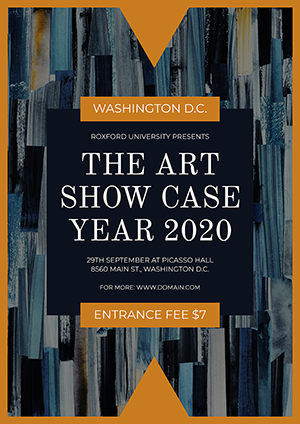 WASHINGTON D.C.
ROXFORD UNIVERSITY PRESENTS
THE ART
SHOW CASE
YEAR 2020
29TH SEPTEMBER AT PICASSO HALL
8560 MAIN ST., WASHINGTON D.C.
FOR MORE: WWW.DOMAIN.COM
ENTRANCE FEE $7